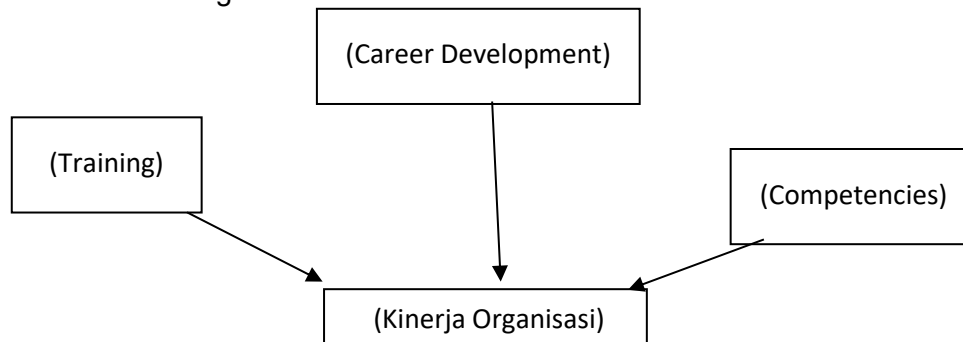 (Career Development)
(Training)
(Competencies)
(Kinerja Organisasi)